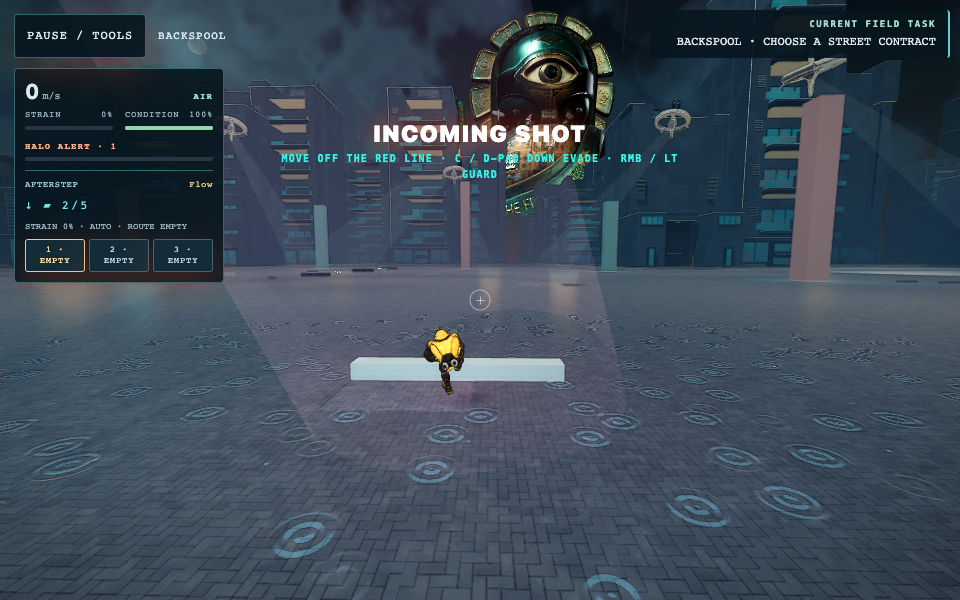 PAUSE / TOOLS
BACKSPOOL
CURRENT FIELD TASK
BACKSPOOL · CHOOSE A STREET CONTRACT
0 m/s
AIR
STRAIN 0%
CONDITION 100%
HALO ALERT · 1
AFTERSTEP
Flow
↓ ▰ 2/5
STRAIN 0% · AUTO · ROUTE EMPTY
1 ·
EMPTY
2 ·
EMPTY
3 ·
EMPTY
INCOMING SHOT
MOVE OFF THE RED LINE · C / D-PAD DOWN EVADE · RMB / LT
GUARD